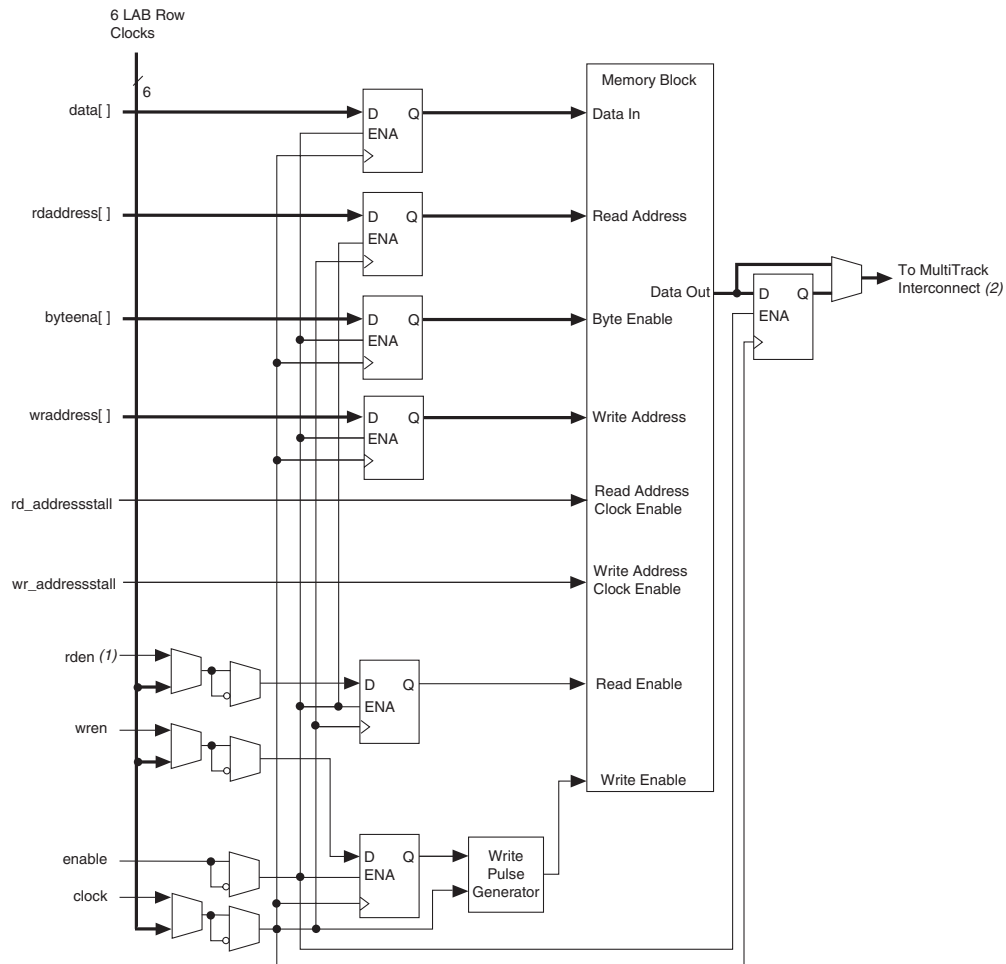 6 LAB Row
Clocks
6
data[ ]
D Q
ENA
Memory Block
Data In
rdaddress[ ]
D Q
ENA
Read Address
To MultiTrack
Interconnect (2)
Data Out
D Q
ENA
byteena[ ]
D Q
ENA
Byte Enable
wraddress[ ]
D Q
ENA
Write Address
rd_addressstall
Read Address
Clock Enable
wr_addressstall
Write Address
Clock Enable
rden (1)
D Q
ENA
Read Enable
wren
Write Enable
enable
D Q
ENA
Write
Pulse
Generator
clock